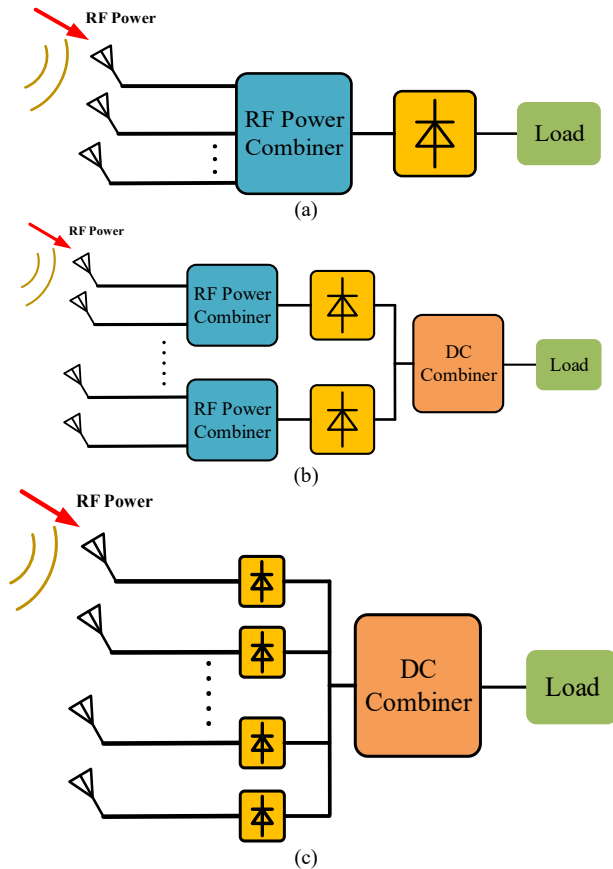 RF Power
RF Power
Combiner
Load
(a)
RF Power
RF Power
Combiner
DC
Combiner
Load
RF Power
Combiner
(b)
RF Power
DC
Combiner
Load
(c)